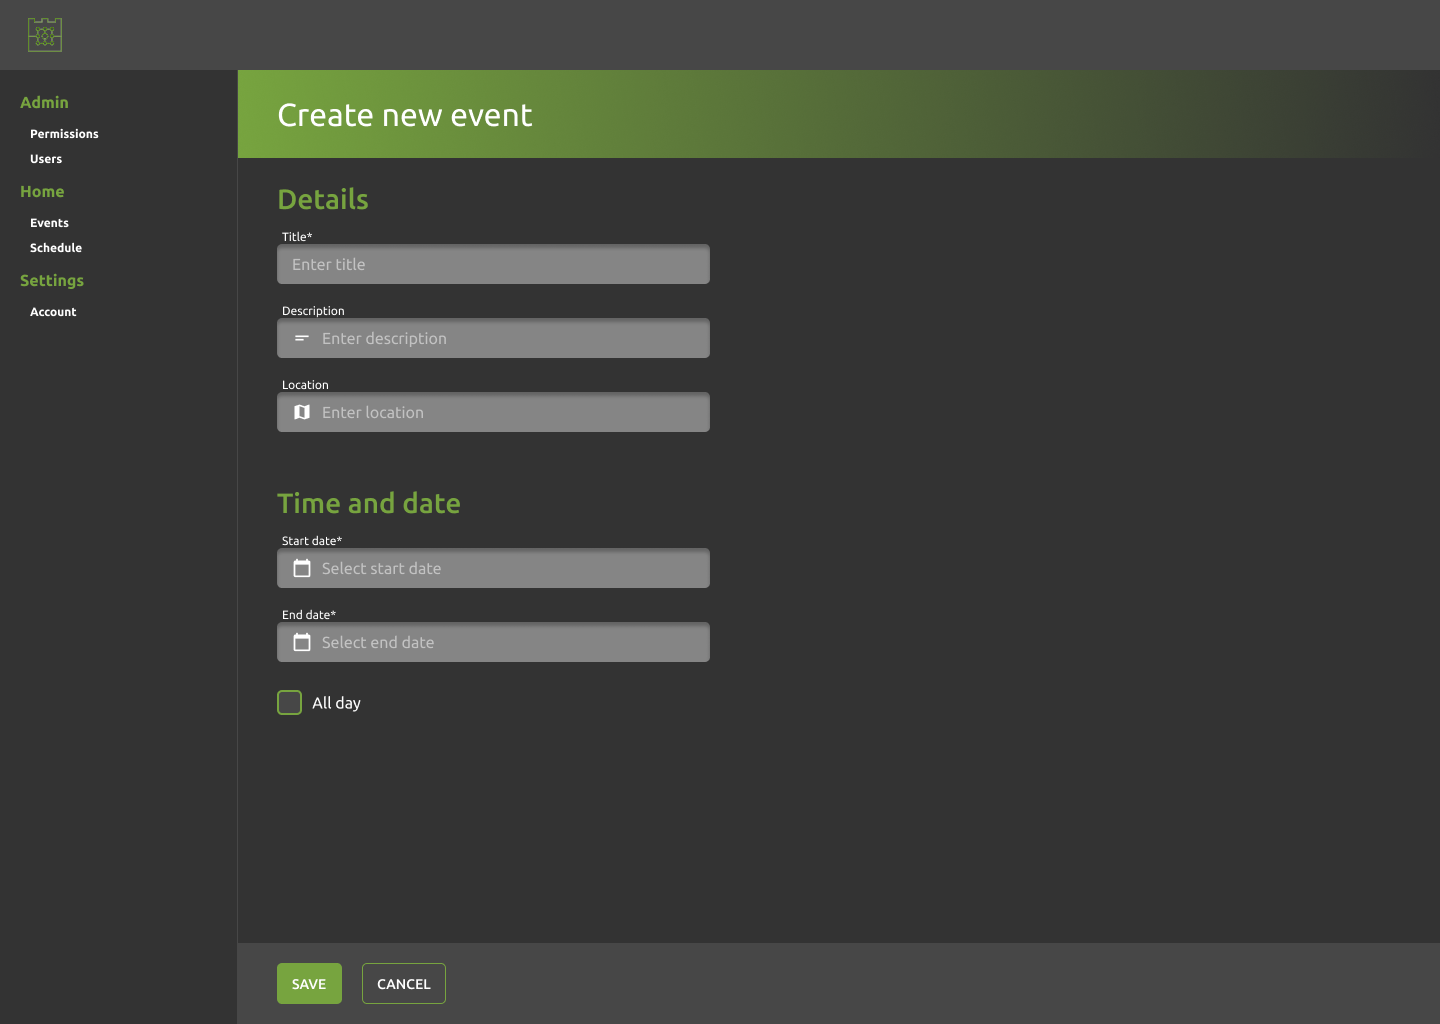 Admin
Permissions
Users
Home
Events
Schedule
Settings
Account
Create new event
Details
Title*
Enter title
Description
Enter description
Location
Enter location
Time and date
Start date*
Select start date
End date*
Select end date
All day
SAVE
CANCEL